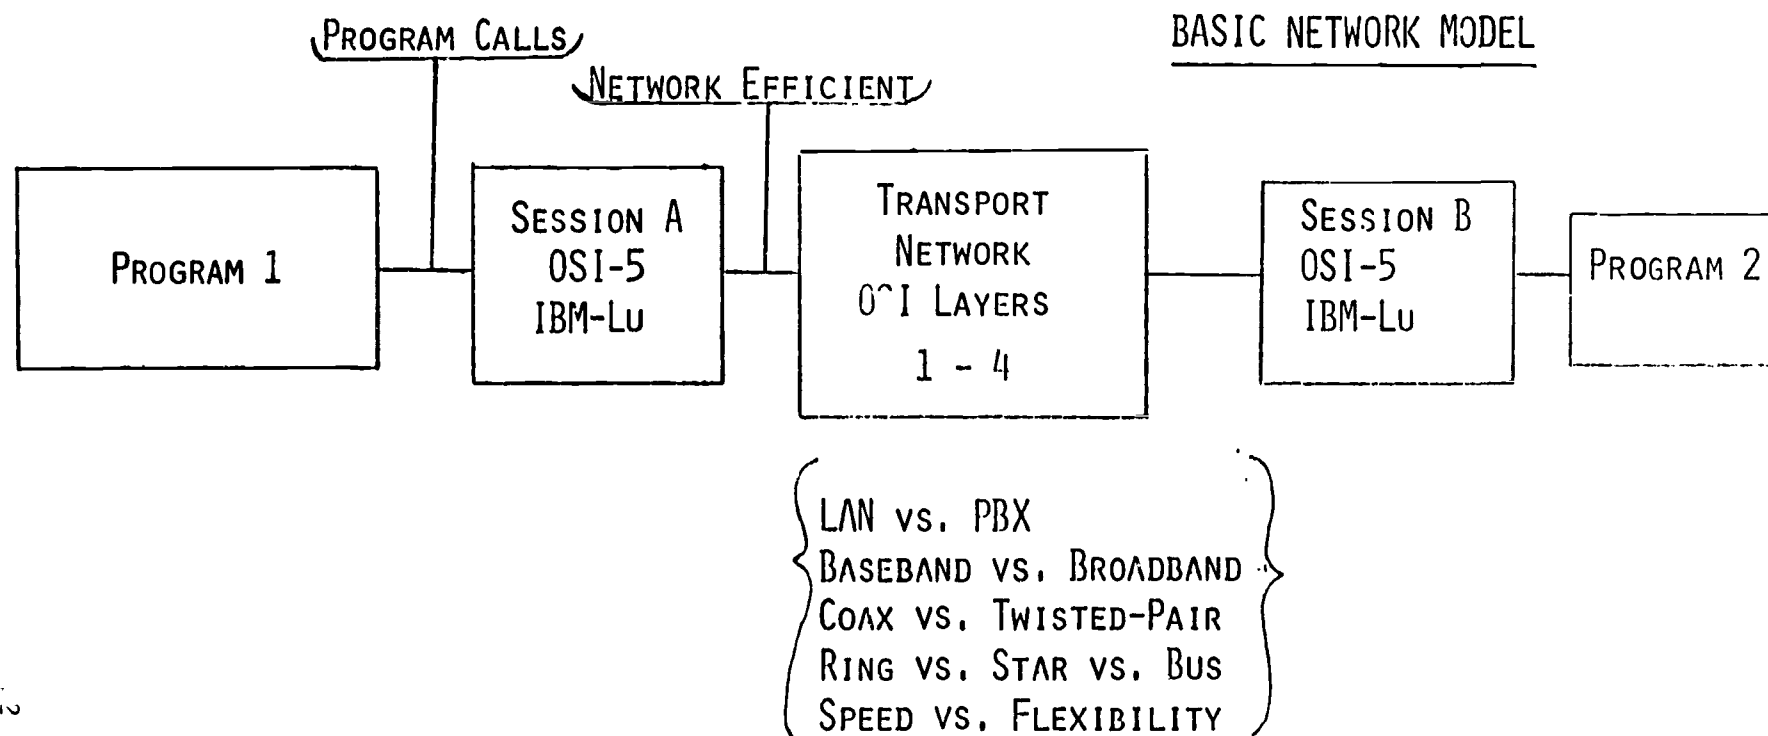 BASIC NETWORK MODEL
PROGRAM CALLS
NETWORK EFFICIENT
PROGRAM 1
SESSION A
OSI-5
IBM-LU
TRANSPORT
NETWORK
O^I LAYERS
1 - 4
SESSION B
OSI-5
IBM-LU
PROGRAM 2
LAN VS. PBX
BASEBAND VS. BROADBAND
COAX VS. TWISTED-PAIR
RING VS. STAR VS. BUS
SPEED VS. FLEXIBILITY